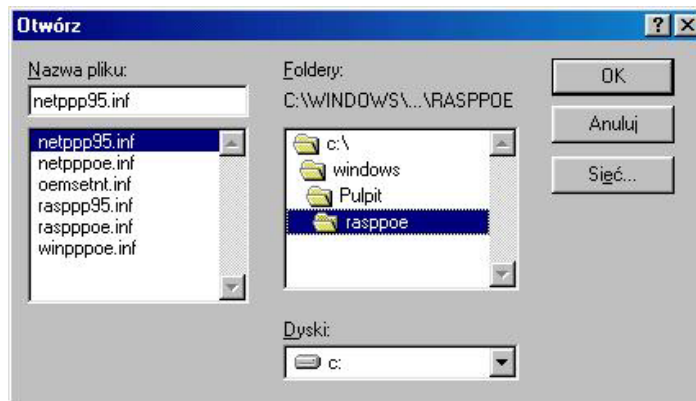 Otwórz
Nazwa pliku:
netppp95.inf
netppp95.inf
netpppoe.inf
oemsetnt.inf
rasppp95.inf
raspppoe.inf
winpppoe.inf
Foldery:
C:\WINDOWS\...\RASPPOE
c:\
windows
Pulpit
rasppoe
Dyski:
c:
OK
Anuluj
Sieć...